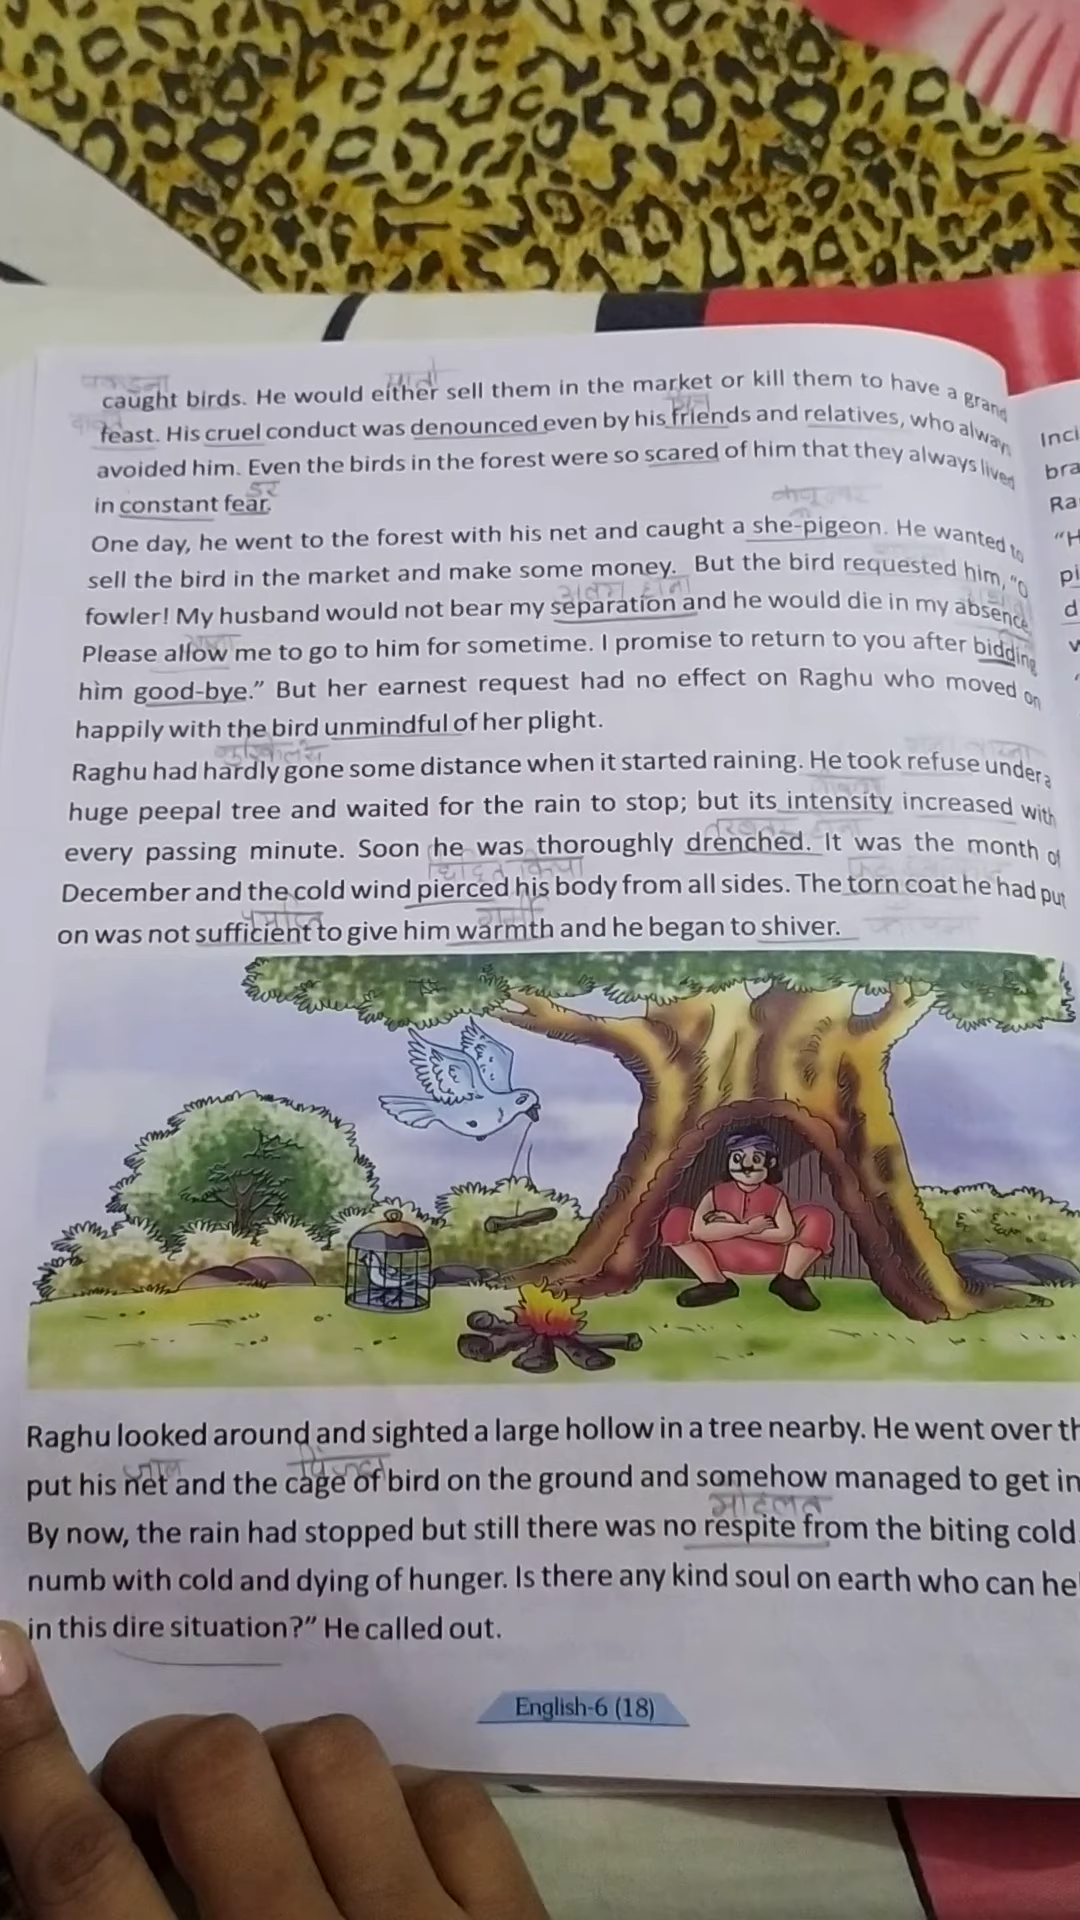 पकड़ना
caught birds. He would either sell them in the market or kill them to have a grand
feast. His cruel conduct was denounced even by his friends and relatives, who always
avoided him. Even the birds in the forest were so scared of him that they always lived
डर
in constant fear.
One day, he went to the forest with his net and caught a she-pigeon. He wanted to
sell the bird in the market and make some money. But the bird requested him, "O
अलग होना
fowler! My husband would not bear my separation and he would die in my absence.
Please allow me to go to him for sometime. I promise to return to you after bidding
him good-bye." But her earnest request had no effect on Raghu who moved on
happily with the bird unmindful of her plight.
Raghu had hardly gone some distance when it started raining. He took refuse under a
huge peepal tree and waited for the rain to stop; but its intensity increased with
every passing minute. Soon he was thoroughly drenched. It was the month of
December and the cold wind pierced his body from all sides. The torn coat he had put
गर्मी
on was not sufficient to give him warmth and he began to shiver.
Raghu looked around and sighted a large hollow in a tree nearby. He went over
जाल
put his net and the cage of bird on the ground and somehow managed to get in
By now, the rain had stopped but still there was no respite from the biting cold
numb with cold and dying of hunger. Is there any kind soul on earth who can
in this dire situation?" He called out.
English-6 (18)
Inci
bra
Ra
"H
pi
d